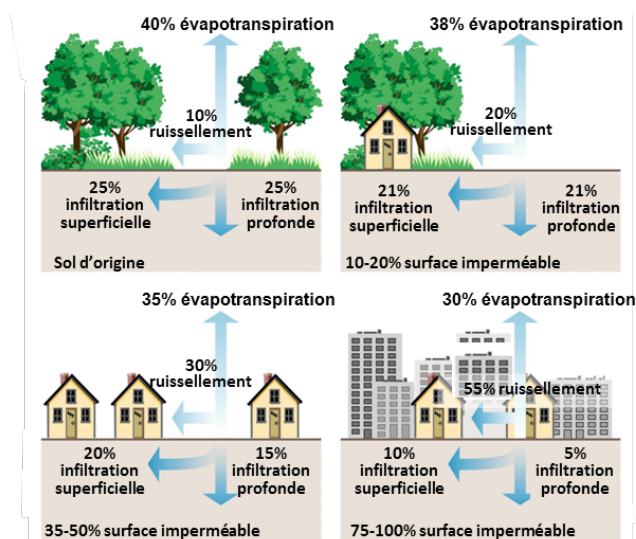 40% évapotranspiration
10%
ruissellement
25%
infiltration
superficielle
25%
infiltration
profonde
Sol d'origine
38% évapotranspiration
20%
ruissellement
21%
infiltration
superficielle
21%
infiltration
profonde
10-20% surface imperméable
35% évapotranspiration
30%
ruissellement
20%
infiltration
superficielle
15%
infiltration
profonde
35-50% surface imperméable
30% évapotranspiration
55% ruissellement
10%
infiltration
superficielle
5%
infiltration
profonde
75-100% surface imperméable